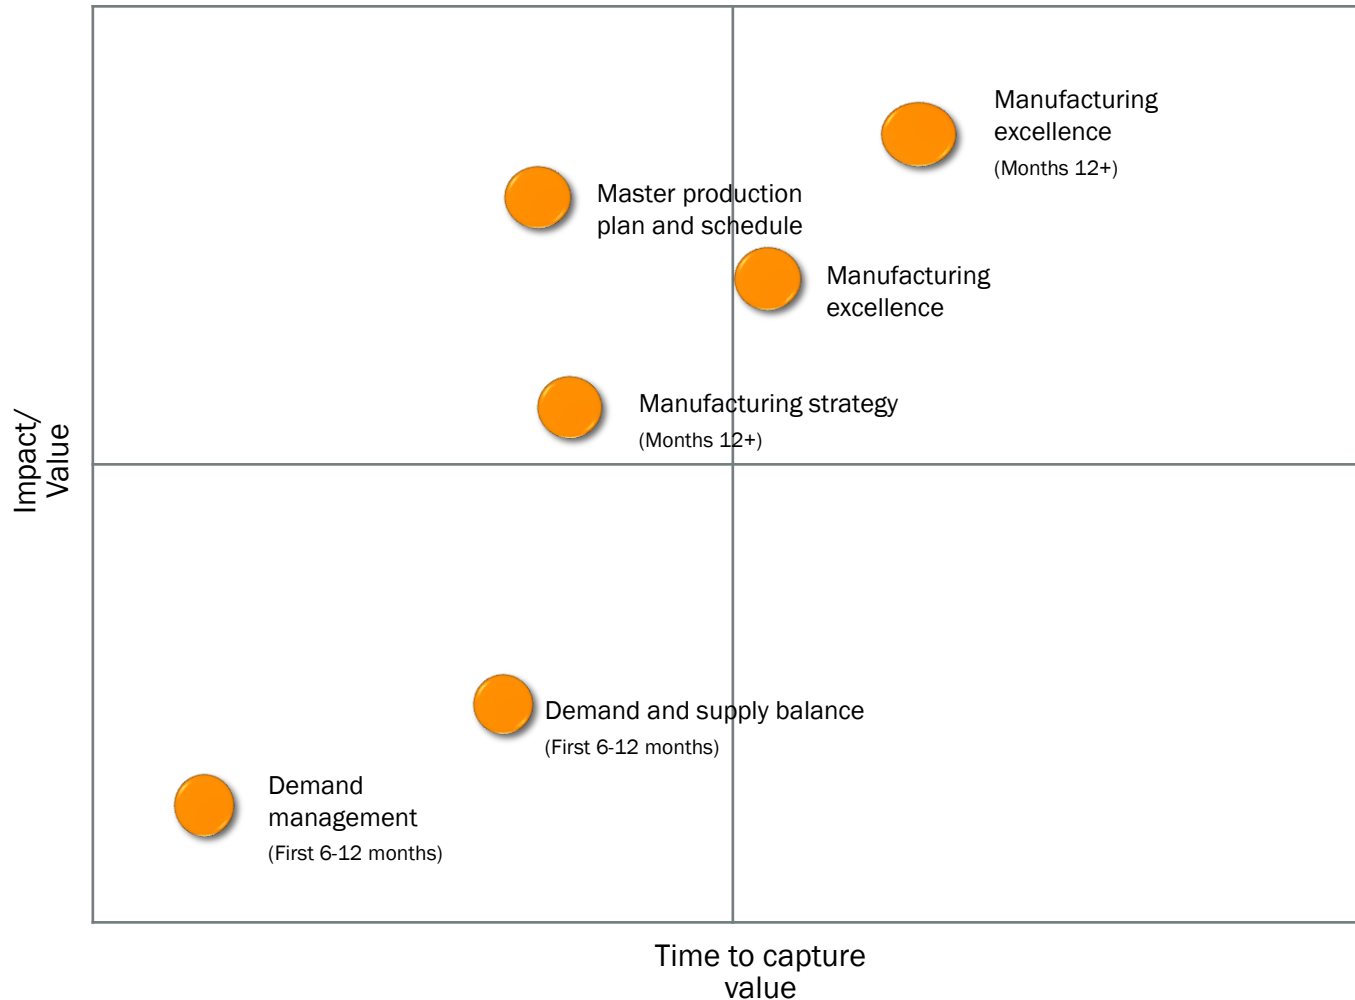 Manufacturing
excellence
(Months 12+)
Master production
plan and schedule
Manufacturing
excellence
Manufacturing strategy
(Months 12+)
Impact/
Value
Demand and supply balance
(First 6-12 months)
Demand
management
(First 6-12 months)
Time to capture
value